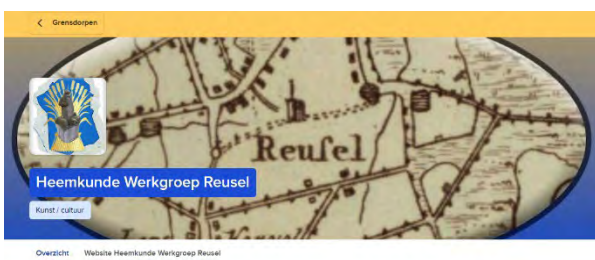 Grensdorpen
Reuſel
Heemkunde Werkgroep Reusel
Kunst / cultuur
Overzicht Website Heemkunde Werkgroep Reusel